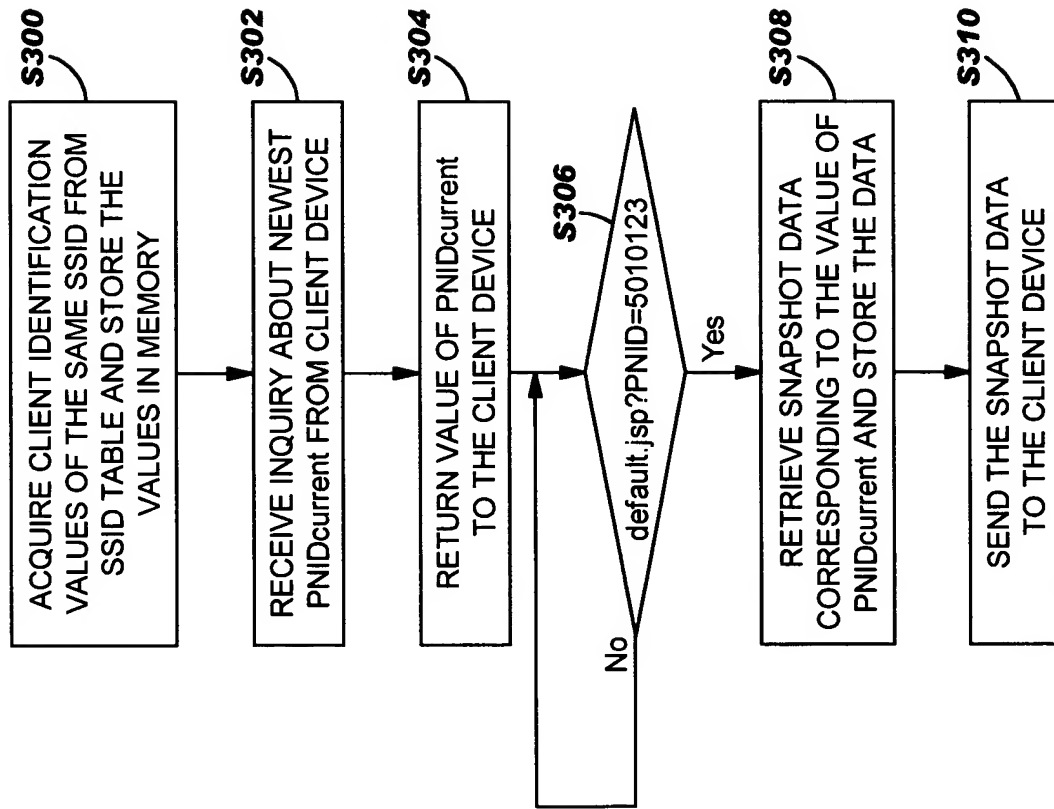 S300
ACQUIRE CLIENT IDENTIFICATION
VALUES OF THE SAME SSID FROM
SSID TABLE AND STORE THE
VALUES IN MEMORY
S302
RECEIVE INQUIRY ABOUT NEWEST
PNIDcurrent FROM CLIENT DEVICE
S304
RETURN VALUE OF PNIDcurrent
TO THE CLIENT DEVICE
S306
default.jsp?PNID=5010123
No
Yes
S308
RETRIEVE SNAPSHOT DATA
CORRESPONDING TO THE VALUE OF
PNIDcurrent AND STORE THE DATA
S310
SEND THE SNAPSHOT DATA
TO THE CLIENT DEVICE